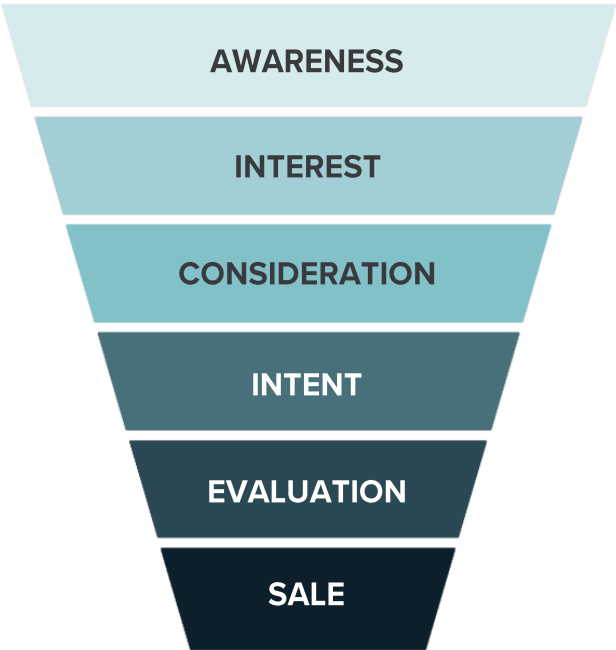 AWARENESS
INTEREST
CONSIDERATION
INTENT
EVALUATION
SALE